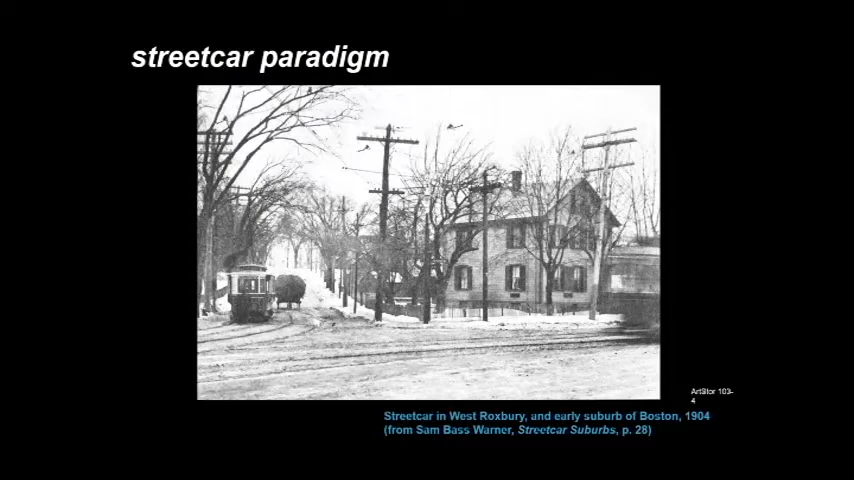 streetcar paradigm
ArtStor 103-
4
Streetcar in West Roxbury, and early suburb of Boston, 1904
(from Sam Bass Warner, Streetcar Suburbs, p. 28)